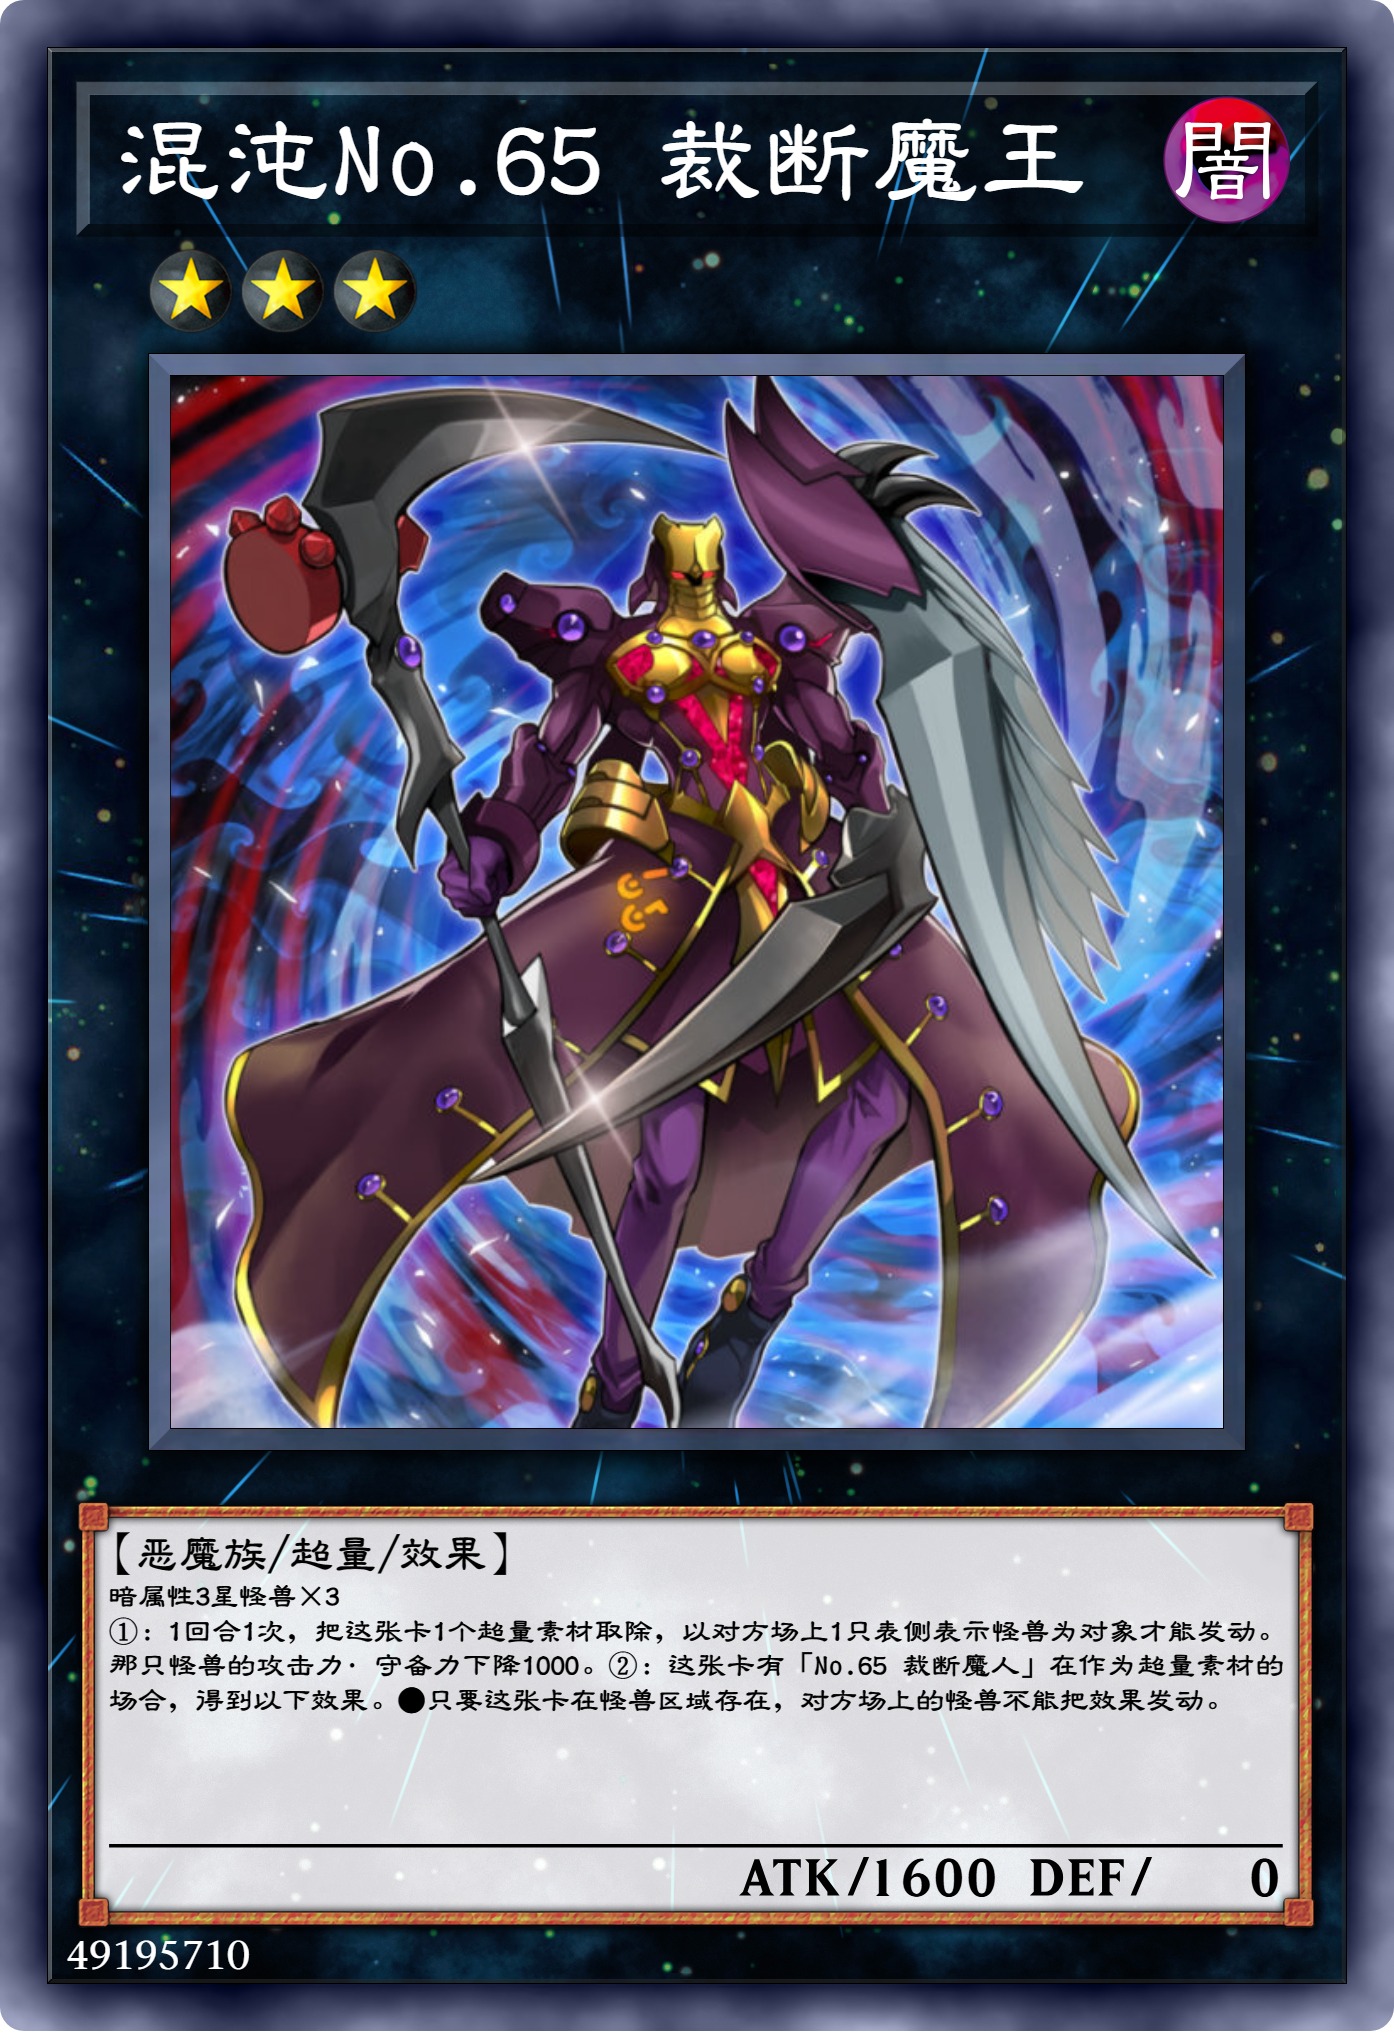 混沌No.65 裁断魔王 闇
【恶魔族/超量/效果】
暗属性3星怪兽×3
①：1回合1次，把这张卡1个超量素材取除，以对方场上1只表侧表示怪兽为对象才能发动。
那只怪兽的攻击力·守备力下降1000。②：这张卡有「No.65 裁断魔人」在作为超量素材的
场合，得到以下效果。●只要这张卡在怪兽区域存在，对方场上的怪兽不能把效果发动。
ATK/1600 DEF/ 0
49195710